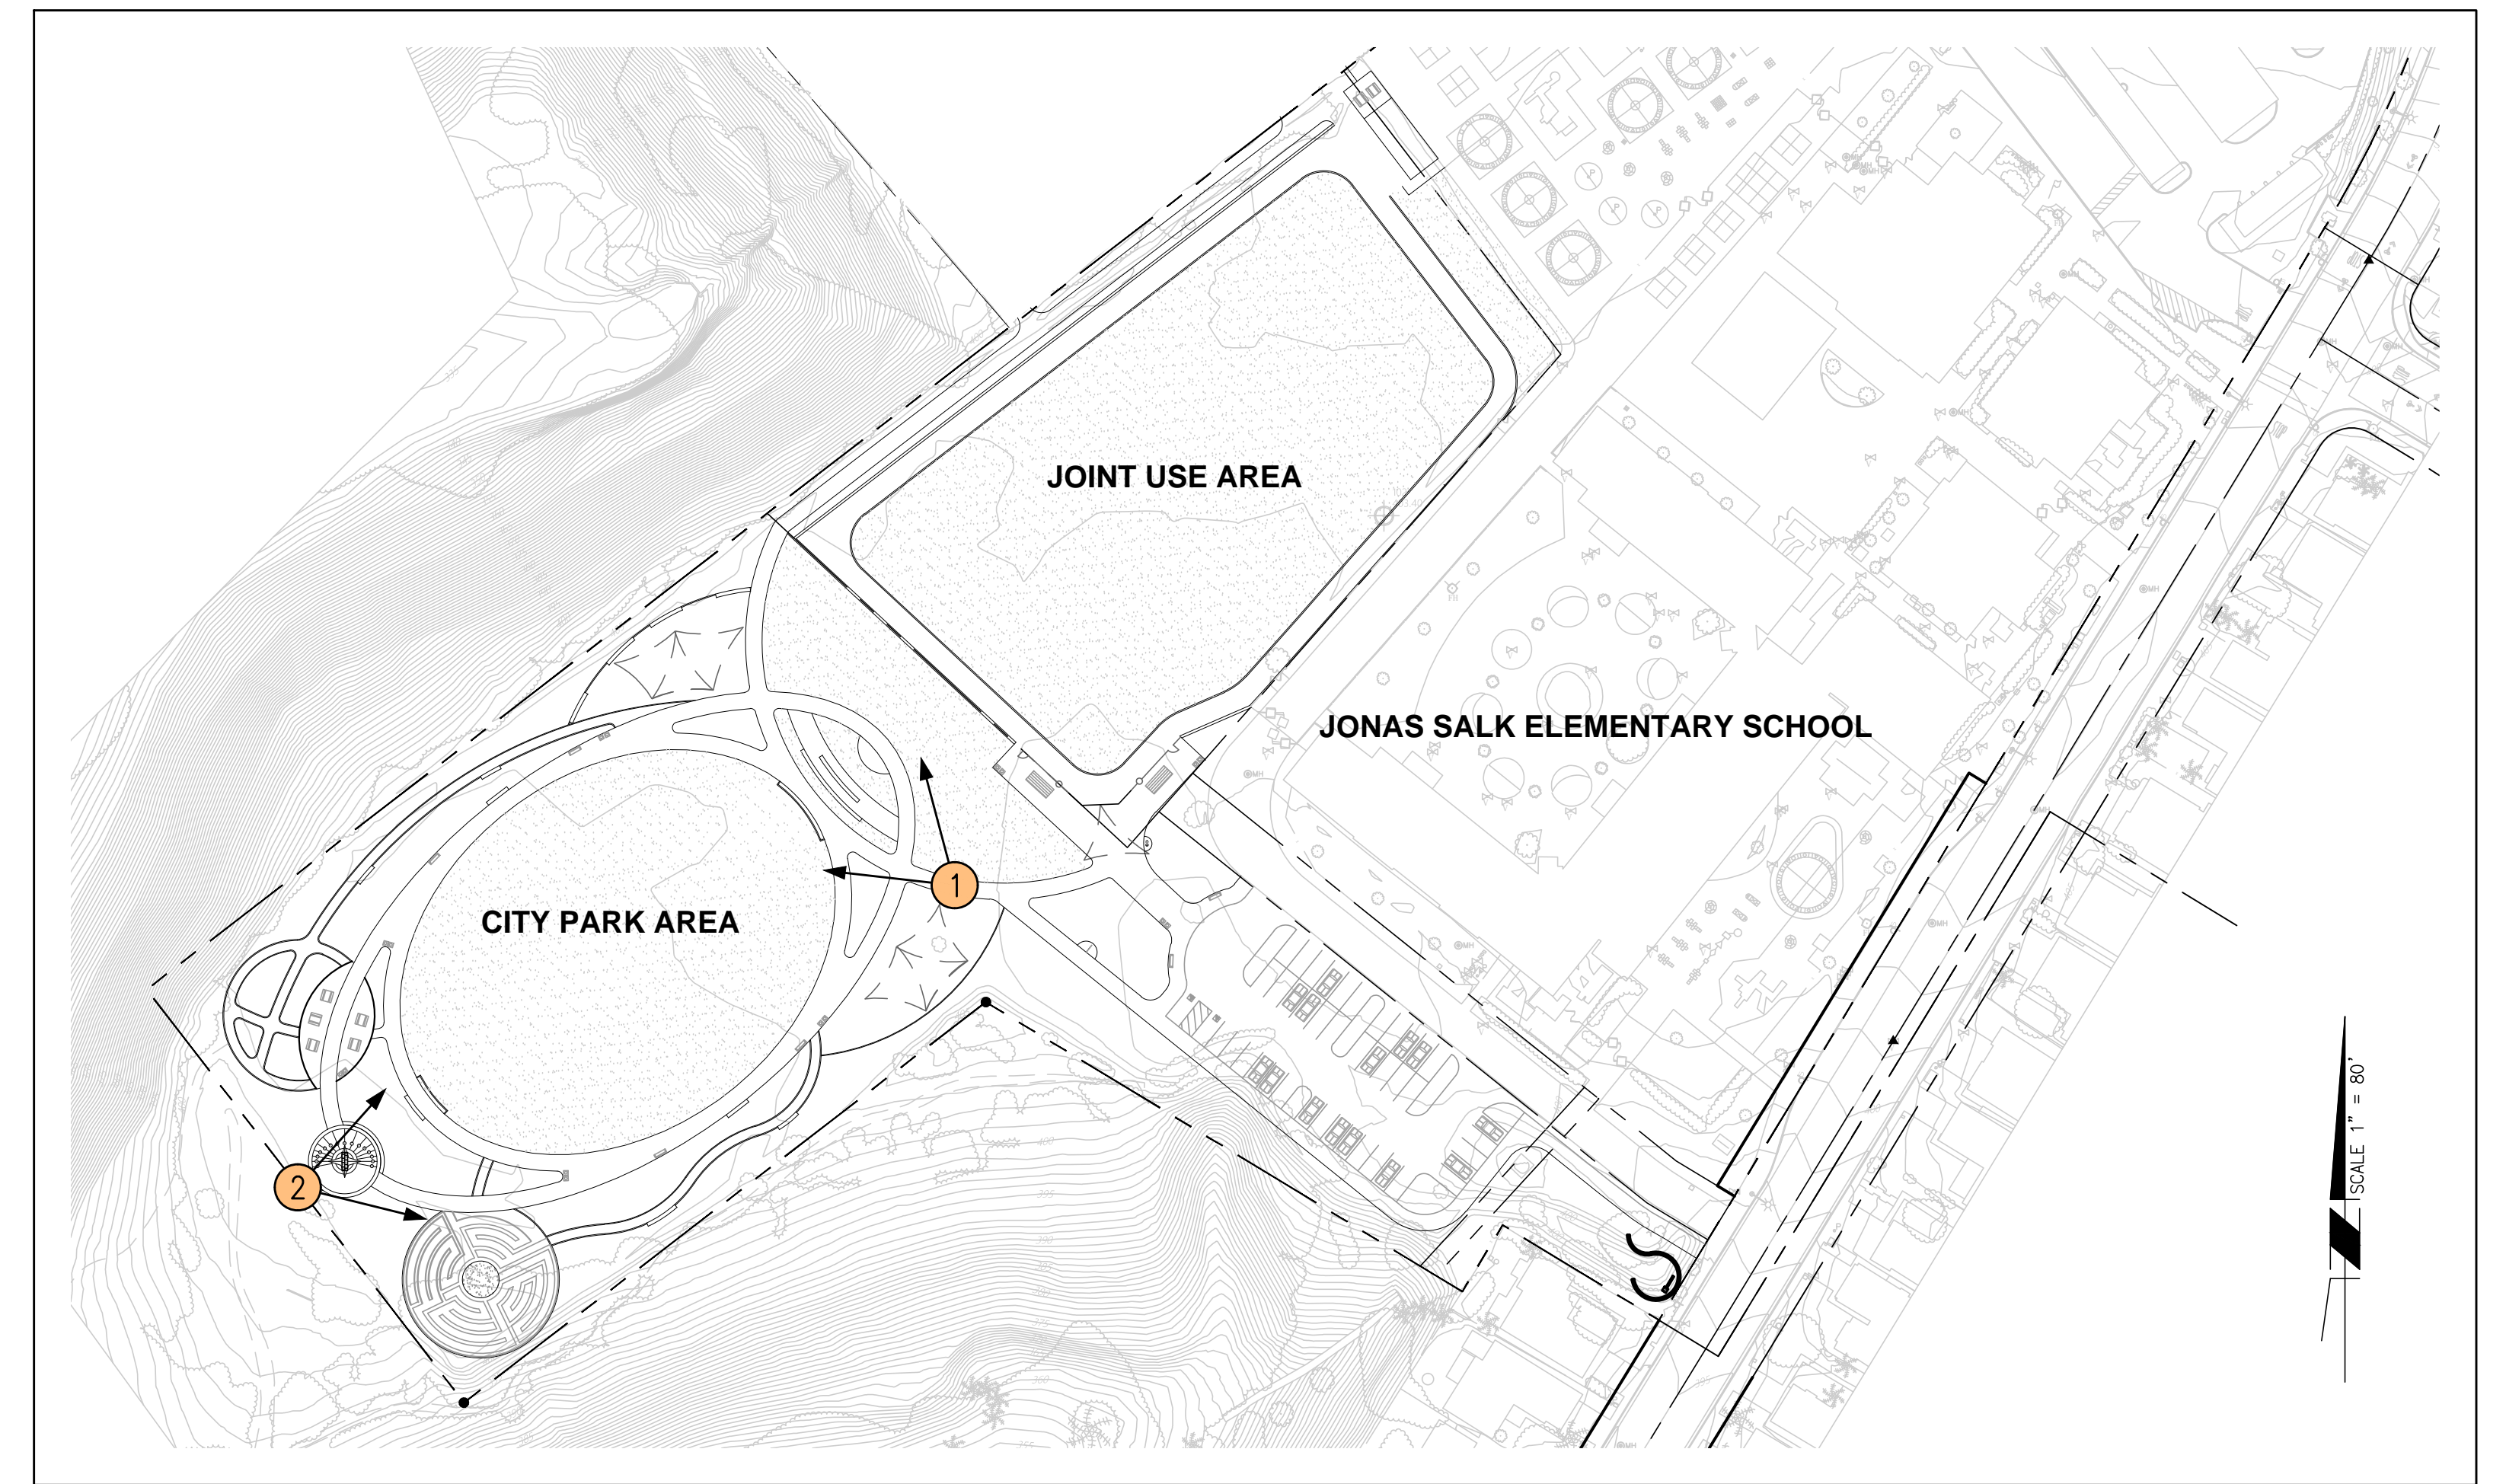 JOINT USE AREA
JONAS SALK ELEMENTARY SCHOOL
1
CITY PARK AREA
2
SCALE 1" = 80'